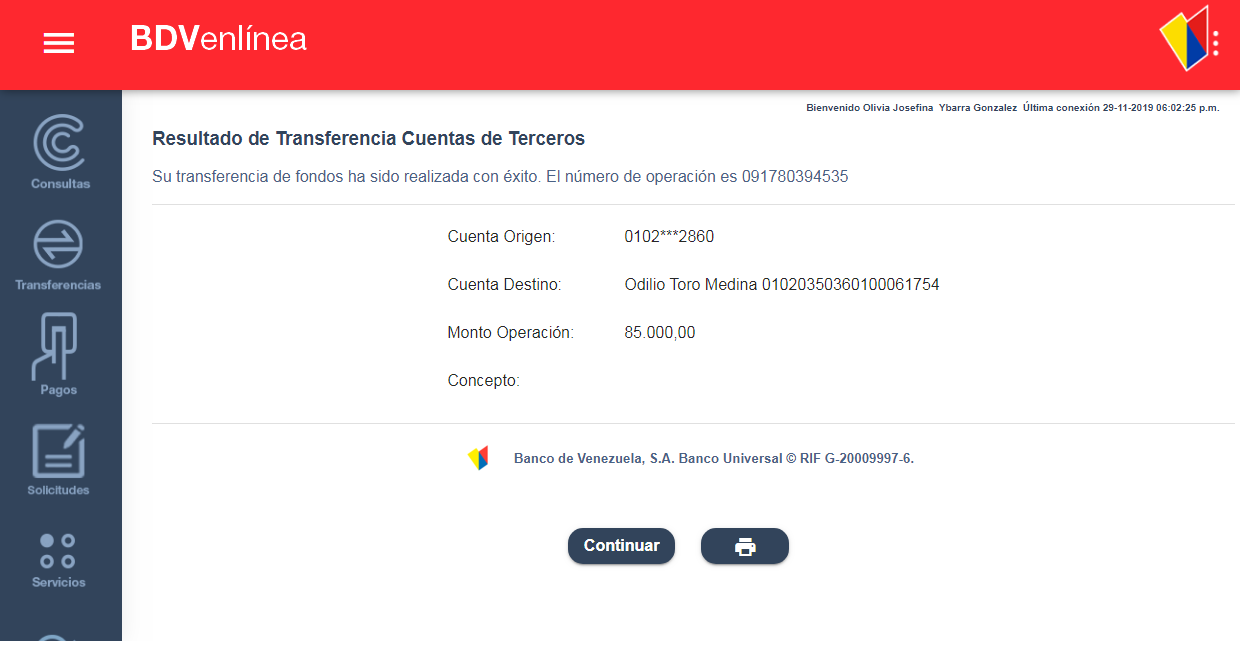 BDVenlínea
Bienvenido Olivia Josefina Ybarra Gonzalez Última conexión 29-11-2019 06:02:25 p.m.
Resultado de Transferencia Cuentas de Terceros
Su transferencia de fondos ha sido realizada con éxito. El número de operación es 091780394535
Consultas
Transferencias
Pagos
Solicitudes
Servicios
Cuenta Origen: 0102***2860
Cuenta Destino: Odilio Toro Medina 01020350360100061754
Monto Operación: 85.000,00
Concepto:
Banco de Venezuela, S.A. Banco Universal © RIF G-20009997-6.
Continuar